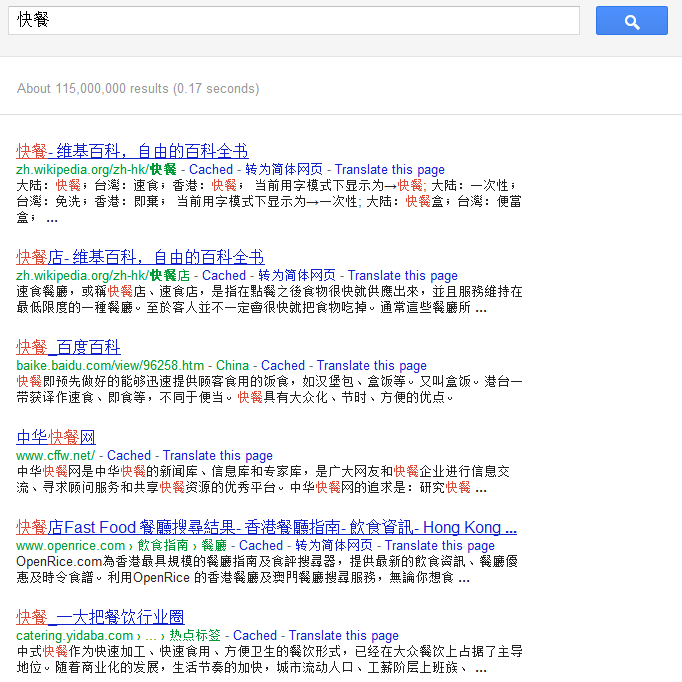 快餐
About 115,000,000 results (0.17 seconds)
快餐- 维基百科，自由的百科全书
zh.wikipedia.org/zh-hk/快餐 - Cached - 转为简体网页 - Translate this page
大陆：快餐；台灣：速食；香港：快餐； 当前用字模式下显示为→快餐; 大陆：一次性；
台湾：免洗；香港：即棄； 当前用字模式下显示为→一次性; 大陆：快餐盒；台灣：便當
盒； ...
快餐店- 维基百科，自由的百科全书
zh.wikipedia.org/zh-hk/快餐店 - Cached - 转为简体网页 - Translate this page
速食餐廳，或稱快餐店、速食店，是指在點餐之後食物很快就供應出來，並且服務維持在
最低限度的一種餐廳。至於客人並不一定會很快就把食物吃掉。通常這些餐廳所 ...
快餐_百度百科
baike.baidu.com/view/96258.htm - China - Cached - Translate this page
快餐即预先做好的能够迅速提供顾客食用的饭食，如汉堡包、盒饭等。又叫盒饭。港台一
带获译作速食、即食等，不同于便当。快餐具有大众化、节时、方便的优点。
中华快餐网
www.cffw.net/ - Cached - Translate this page
中华快餐网是中华快餐的新闻库、信息库和专家库，是广大网友和快餐企业进行信息交
流、寻求顾问服务和共享快餐资源的优秀平台。中华快餐网的追求是：研究快餐 ...
快餐店Fast Food 餐廳搜尋結果- 香港餐廳指南- 飲食資訊- Hong Kong ...
www.openrice.com › 飲食指南 › 餐廳 - Cached - 转为简体网页 - Translate this page
OpenRice.com為香港最具規模的餐廳指南及食評搜尋器，提供最新的飲食資訊、餐廳優
惠及時令食譜。利用OpenRice 的香港餐廳及澳門餐廳搜尋服務，無論你想食 ...
快餐_一大把餐饮行业圈
catering.yidaba.com › ... › 热点标签 - Cached - Translate this page
中式快餐作为快速加工、快速食用、方便卫生的餐饮形式，已经在大众餐饮上占据了主导
地位。随着商业化的发展，生活节奏的加快，城市流动人口、工薪阶层上班族、 ...